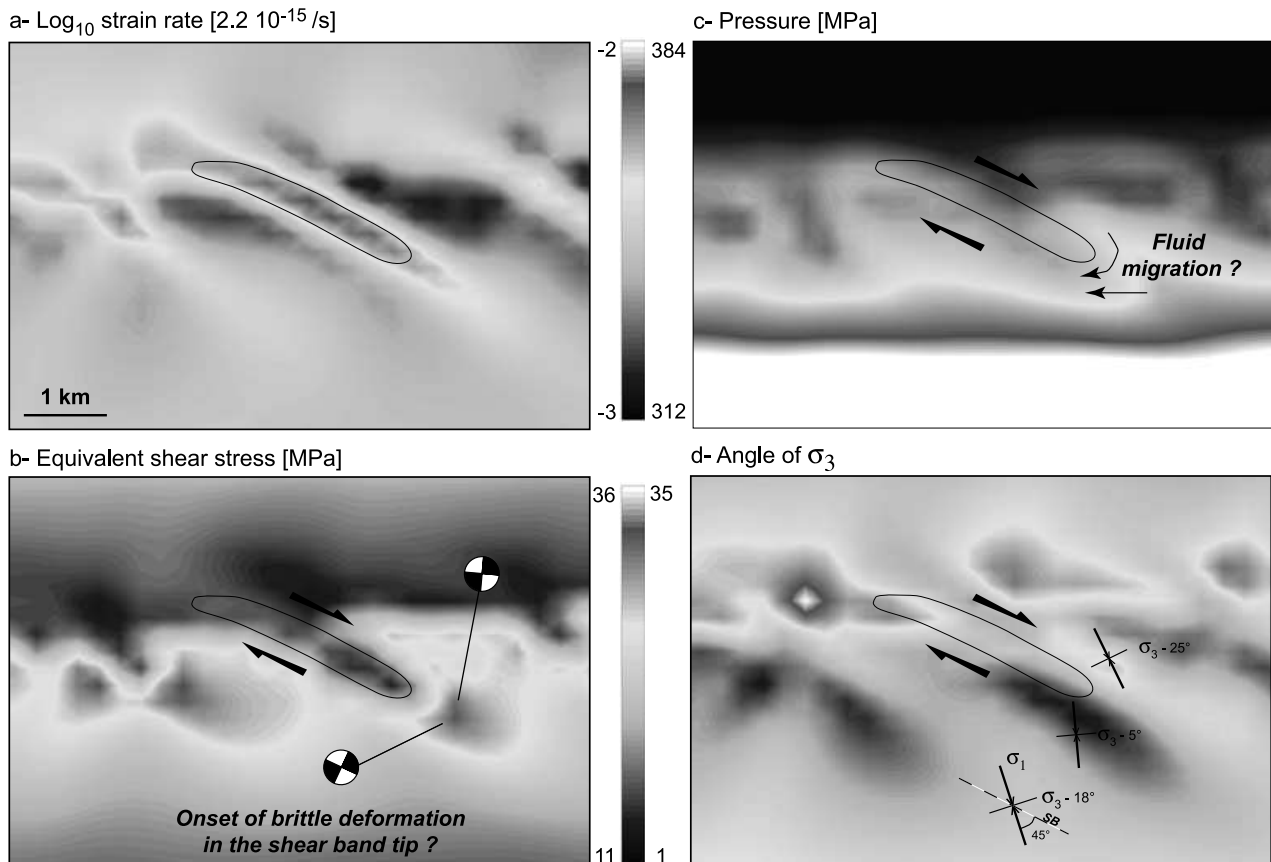 a- Log10 strain rate [2.2 10-15 /s]
-2
-3
1 km
c- Pressure [MPa]
384
312
Fluid
migration ?
b- Equivalent shear stress [MPa]
36
11
Onset of brittle deformation
in the shear band tip ?
d- Angle of σ3
35
1
σ3 - 25°
σ3 - 5°
σ1
σ3 - 18°
SB
45°